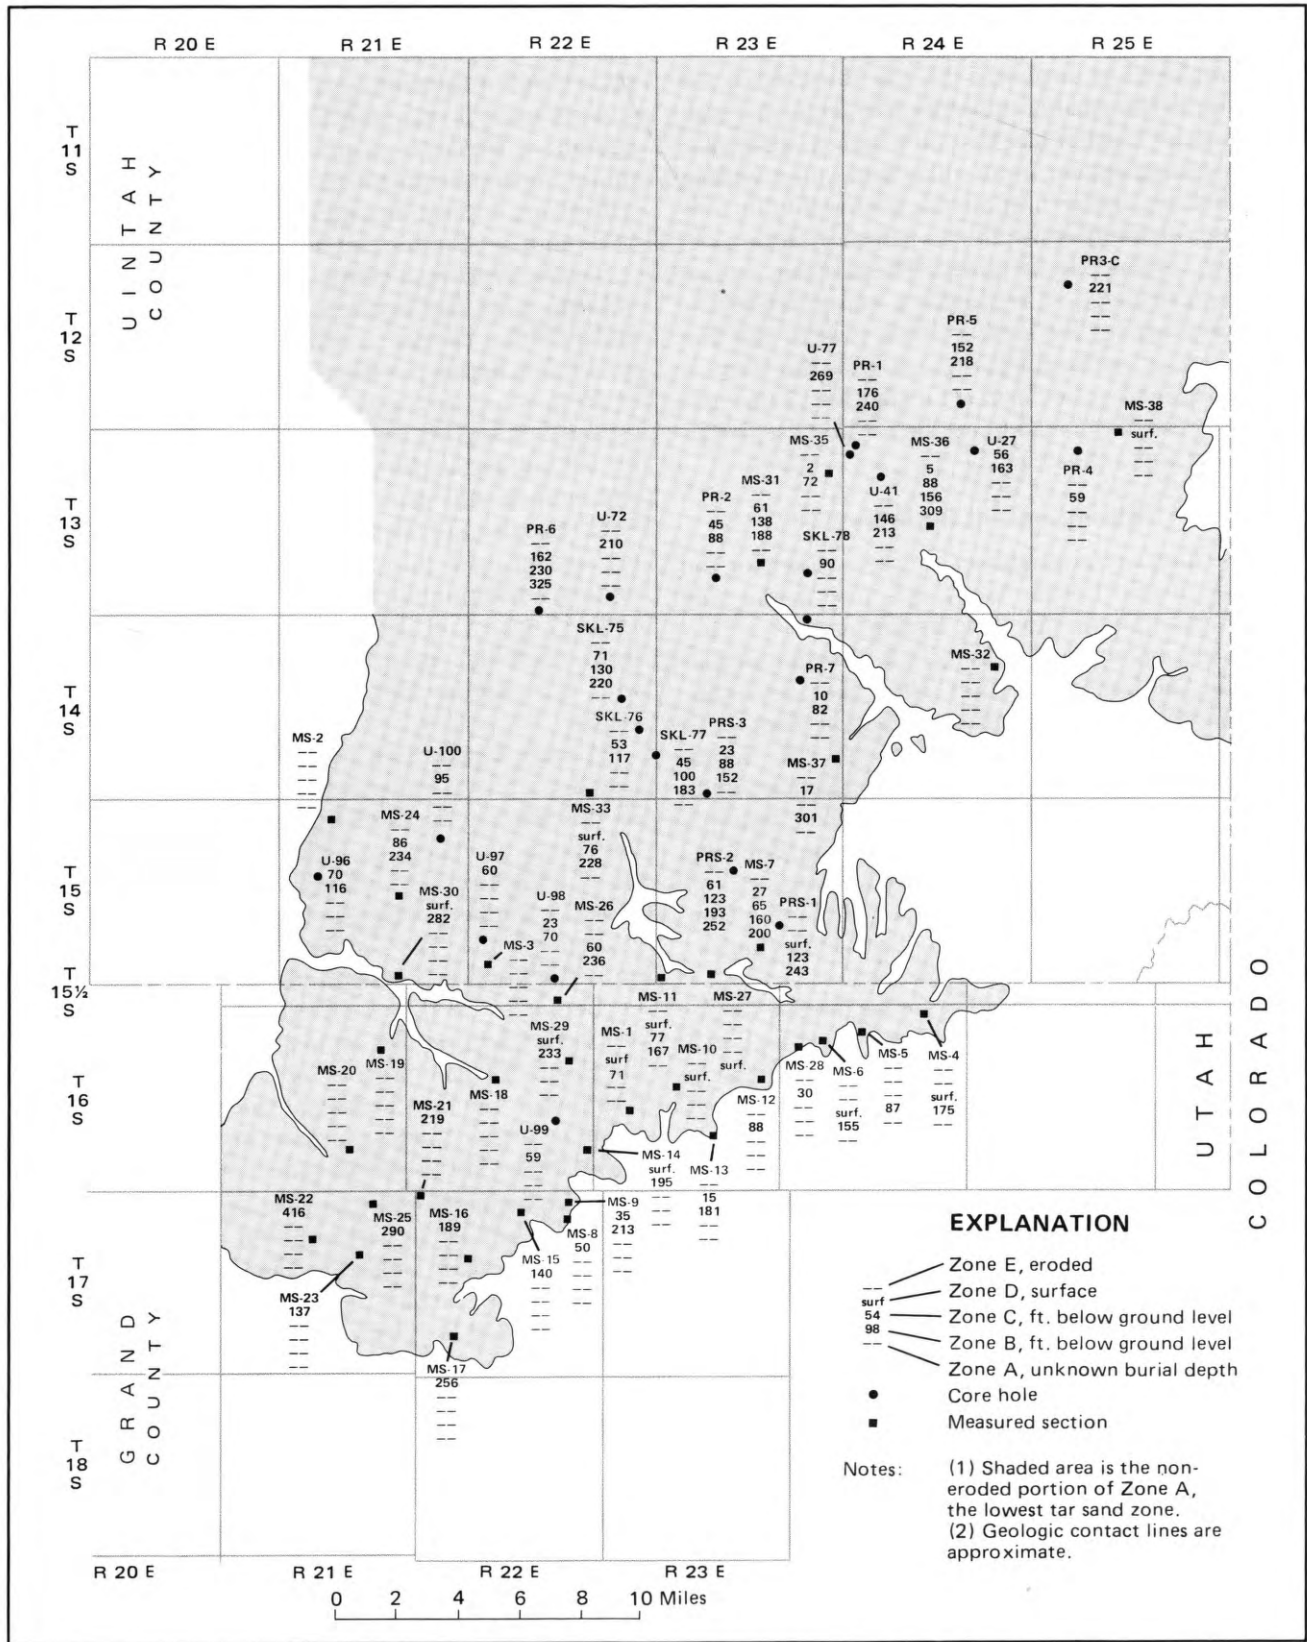 R 20 E R 21 E R 22 E R 23 E R 24 E R 25 E
T
11
S
UINTAH
COUNTY
T
12
S
PR3-C
--
221
--
--
--
PR-5
--
152
218
--
--
U-77
--
269
--
--
--
PR-1
--
176
240
--
--
MS-38
--
surf.
--
--
--
T
13
S
MS-35
--
2
72
--
--
MS-36
--
5
88
156
309
U-27
56
163
--
--
--
PR-4
--
59
--
--
--
MS-31
--
61
138
188
--
U-41
--
146
213
--
--
PR-2
--
45
88
--
--
SKL-78
--
90
--
--
--
U-72
--
210
--
--
--
PR-6
--
162
230
325
--
T
14
S
SKL-75
--
71
130
220
--
MS-32
--
--
--
--
--
PR-7
--
10
82
--
--
SKL-76
--
53
117
--
--
SKL-77
--
45
100
183
--
PRS-3
--
23
88
152
--
MS-2
--
--
--
--
--
U-100
--
95
--
--
--
MS-37
--
17
--
301
--
T
15
S
MS-24
--
86
234
--
--
MS-33
--
surf.
76
228
--
U-96
70
116
--
--
--
U-97
60
--
--
--
--
PRS-2
--
61
123
193
252
MS-7
--
27
65
160
200
PRS-1
--
--
surf.
123
243
MS-30
surf.
282
--
--
--
U-98
--
23
70
--
--
MS-26
--
60
236
--
--
MS-3
--
--
--
--
--
T
15½
S
MS-11
--
surf.
77
167
--
MS-27
--
--
--
--
surf.
MS-29
surf.
233
--
--
--
MS-1
--
surf
71
--
--
MS-10
--
surf.
--
--
--
T
16
S
MS-20
--
--
--
--
--
MS-19
--
--
--
--
--
MS-18
--
--
--
--
--
MS-28
--
30
--
--
--
MS-6
--
--
surf.
155
--
MS-5
--
--
--
87
--
MS-4
--
--
surf.
175
--
MS-12
--
88
--
--
--
MS-21
219
--
--
--
--
U-99
--
59
--
--
--
MS-14
surf.
195
--
--
--
MS-13
--
15
181
--
--
T
17
S
MS-22
416
--
--
--
--
MS-25
290
--
--
--
--
MS-16
189
--
--
--
--
MS-9
35
213
--
--
--
MS-8
50
--
--
--
--
MS-15
140
--
--
--
--
MS-23
137
--
--
--
--
MS-17
256
--
--
--
--
GRAND
COUNTY
T
18
S
UTAH
COLORADO
EXPLANATION
-- Zone E, eroded
surf Zone D, surface
54 Zone C, ft. below ground level
98 Zone B, ft. below ground level
-- Zone A, unknown burial depth
Core hole
Measured section
Notes: (1) Shaded area is the non-
eroded portion of Zone A,
the lowest tar sand zone.
(2) Geologic contact lines are
approximate.
R 20 E R 21 E R 22 E R 23 E
0 2 4 6 8 10 Miles